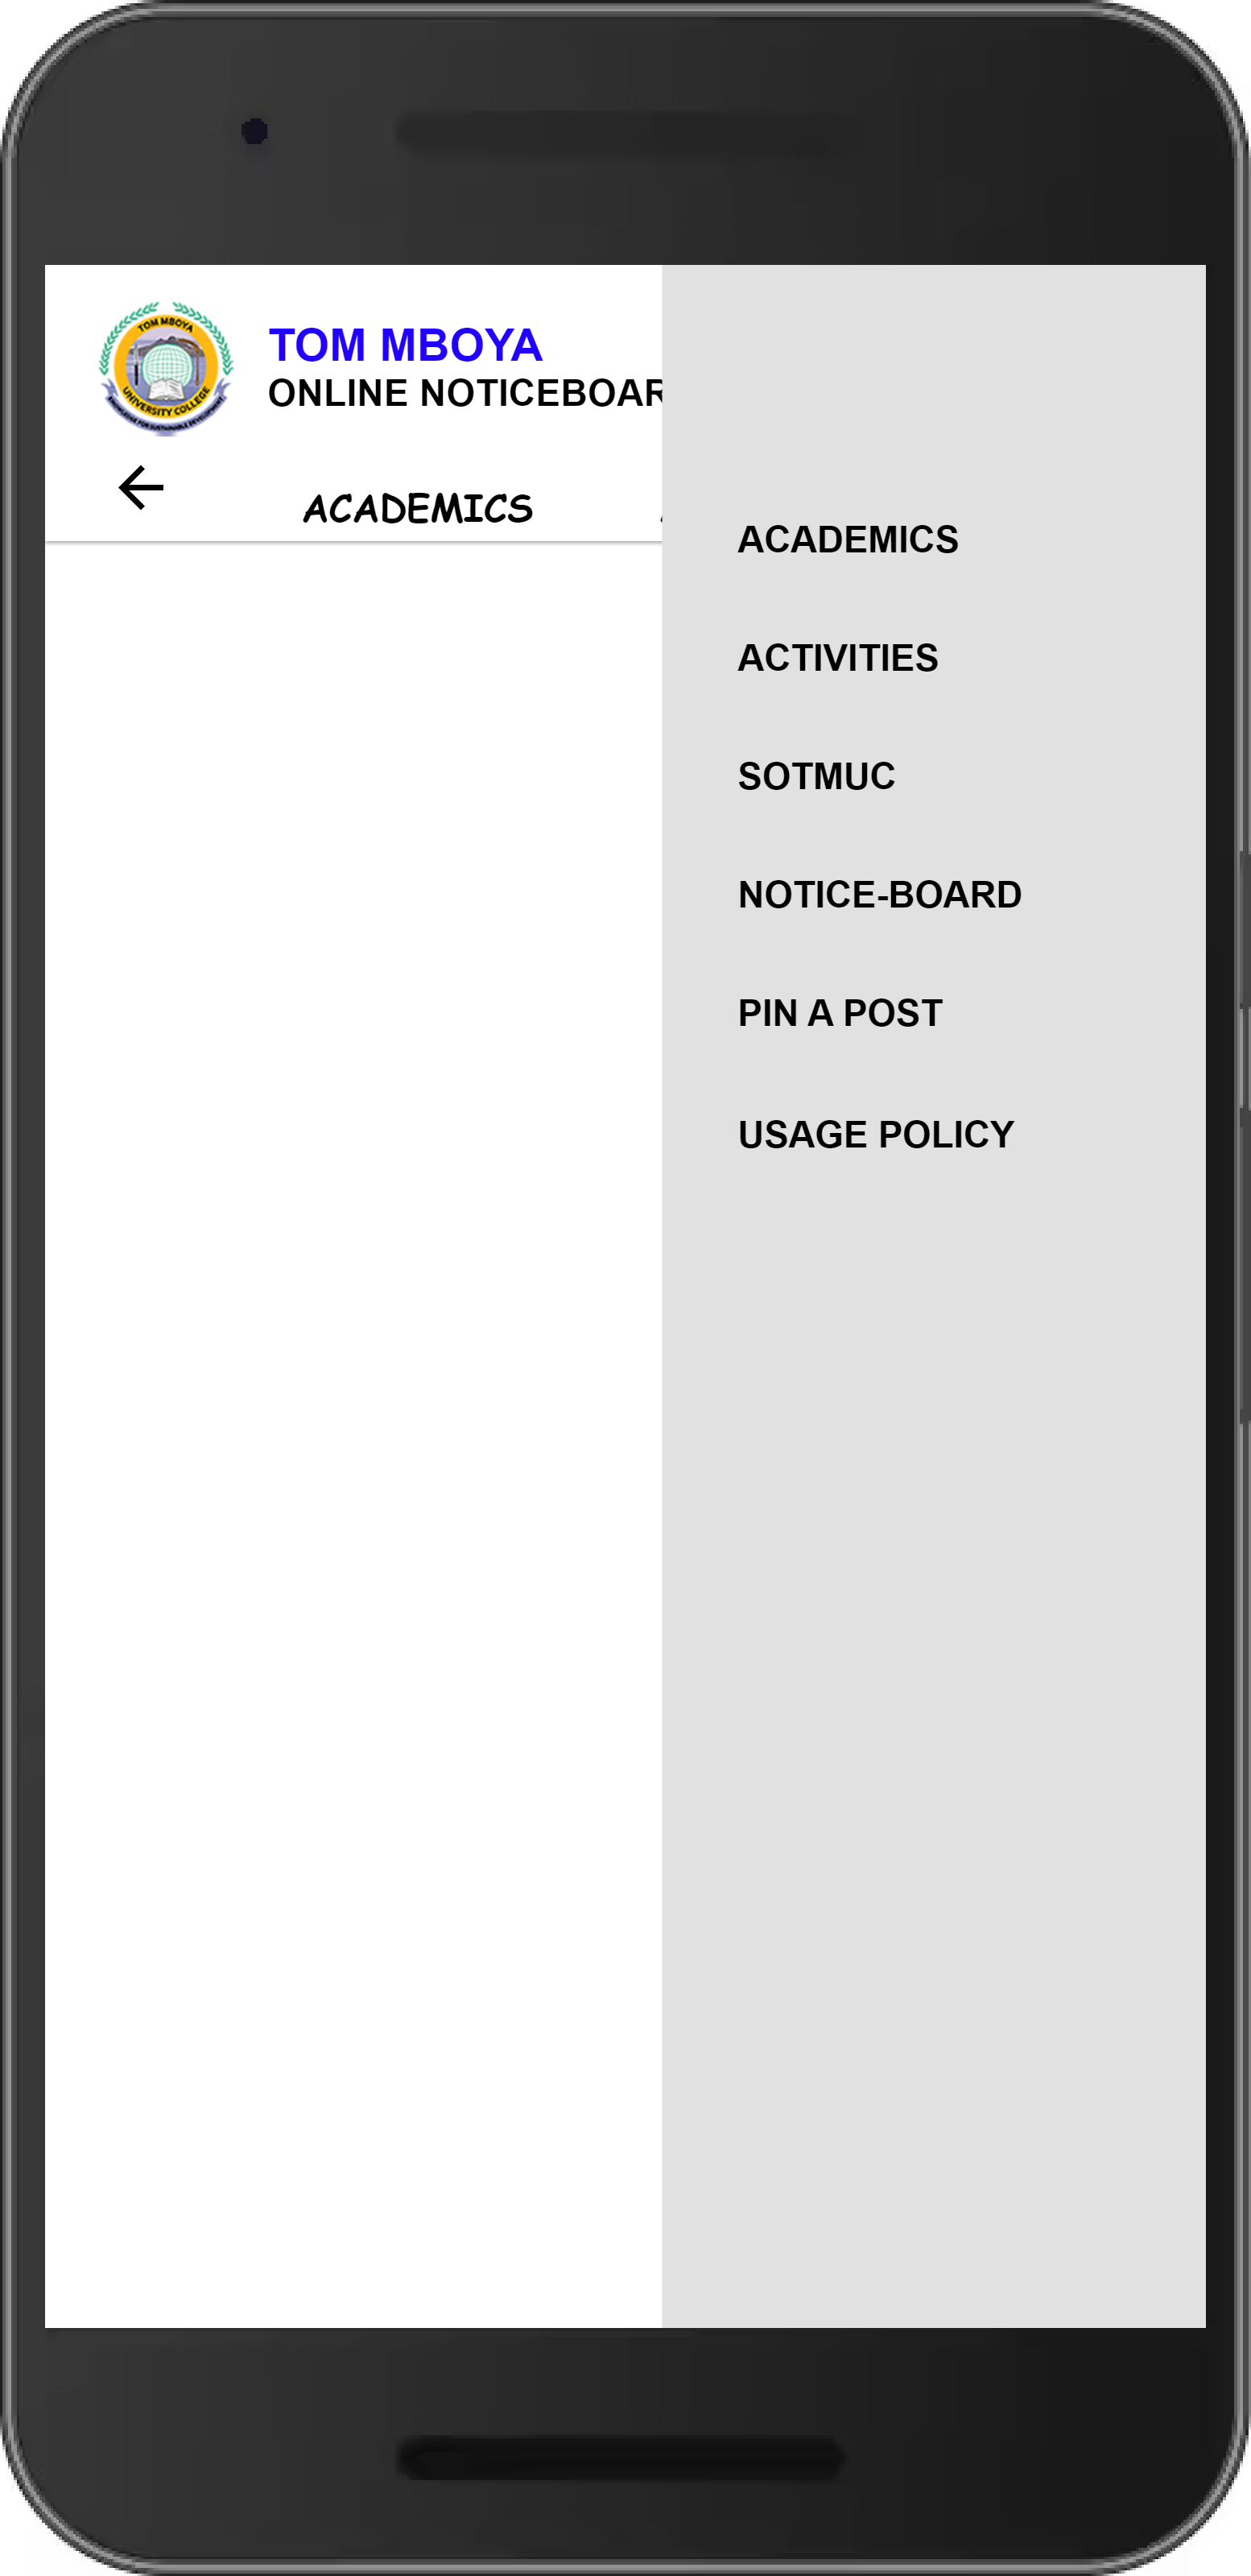 TOM MBOYA
UNIVERSITY COLLEGE
TOM MBOYA
ONLINE NOTICEBOAR
ACADEMICS
ACADEMICS
ACTIVITIES
SOTMUC
NOTICE-BOARD
PIN A POST
USAGE POLICY